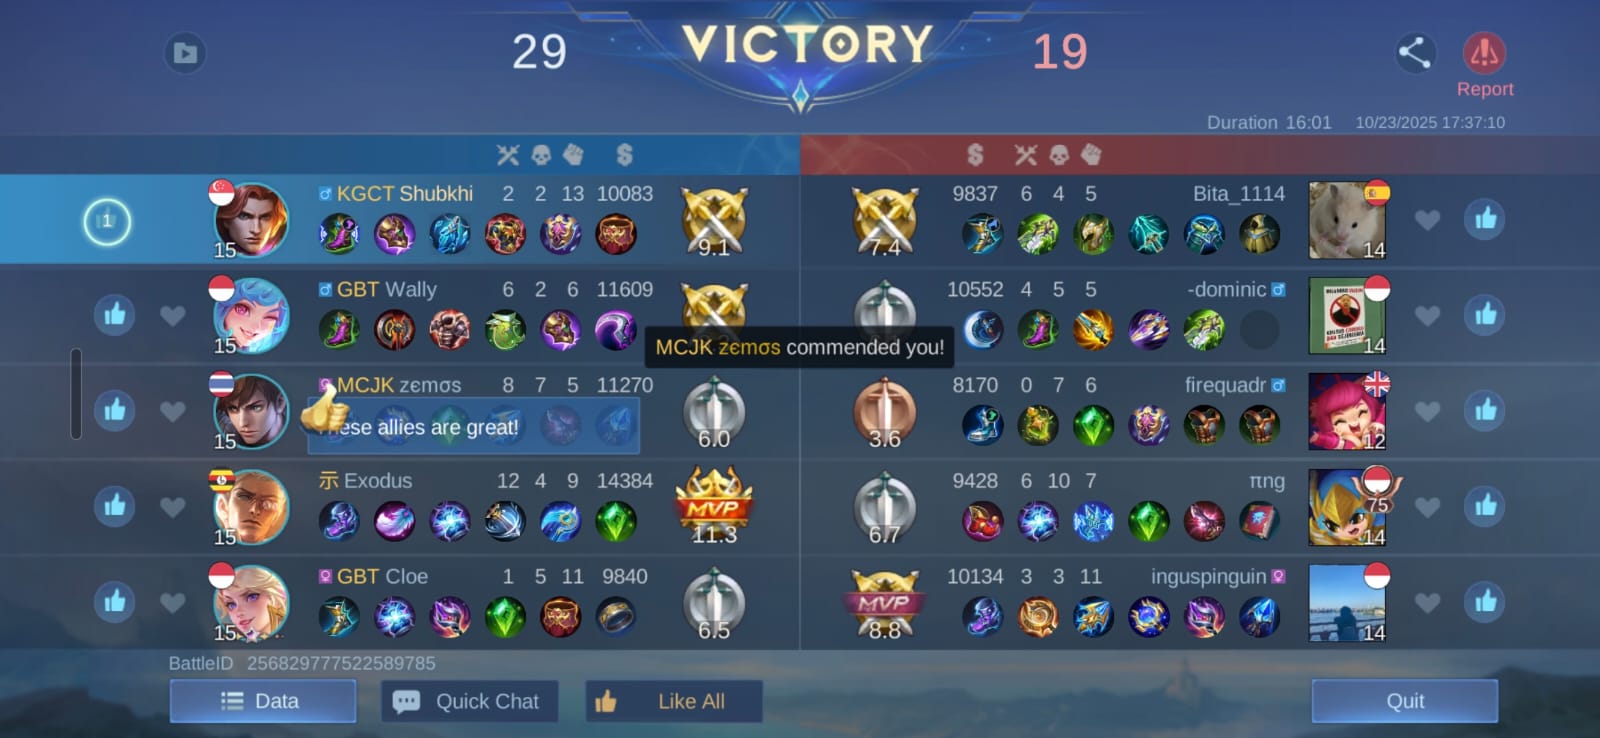 29 VICTORY 19
Report
Duration 16:01 10/23/2025 17:37:10
1 15 KGCT Shubkhi 2 2 13 10083 9.1
9837 6 4 5 Bita_1114 7.4 14
15 GBT Wally 6 2 6 11609
10552 4 5 5 -dominic 14
MCJK zєmσs commended you!
15 MCJK zєmσs 8 7 5 11270 6.0
8170 0 7 6 firequadr 3.6 12
ese allies are great!
15 示 Exodus 12 4 9 14384 MVP 11.3
9428 6 10 7 πng 6.7 75 14
15 GBT Cloe 1 5 11 9840 6.5
10134 3 3 11 inguspinguin MVP 8.8 14
BattleID 256829777522589785
Data Quick Chat Like All Quit